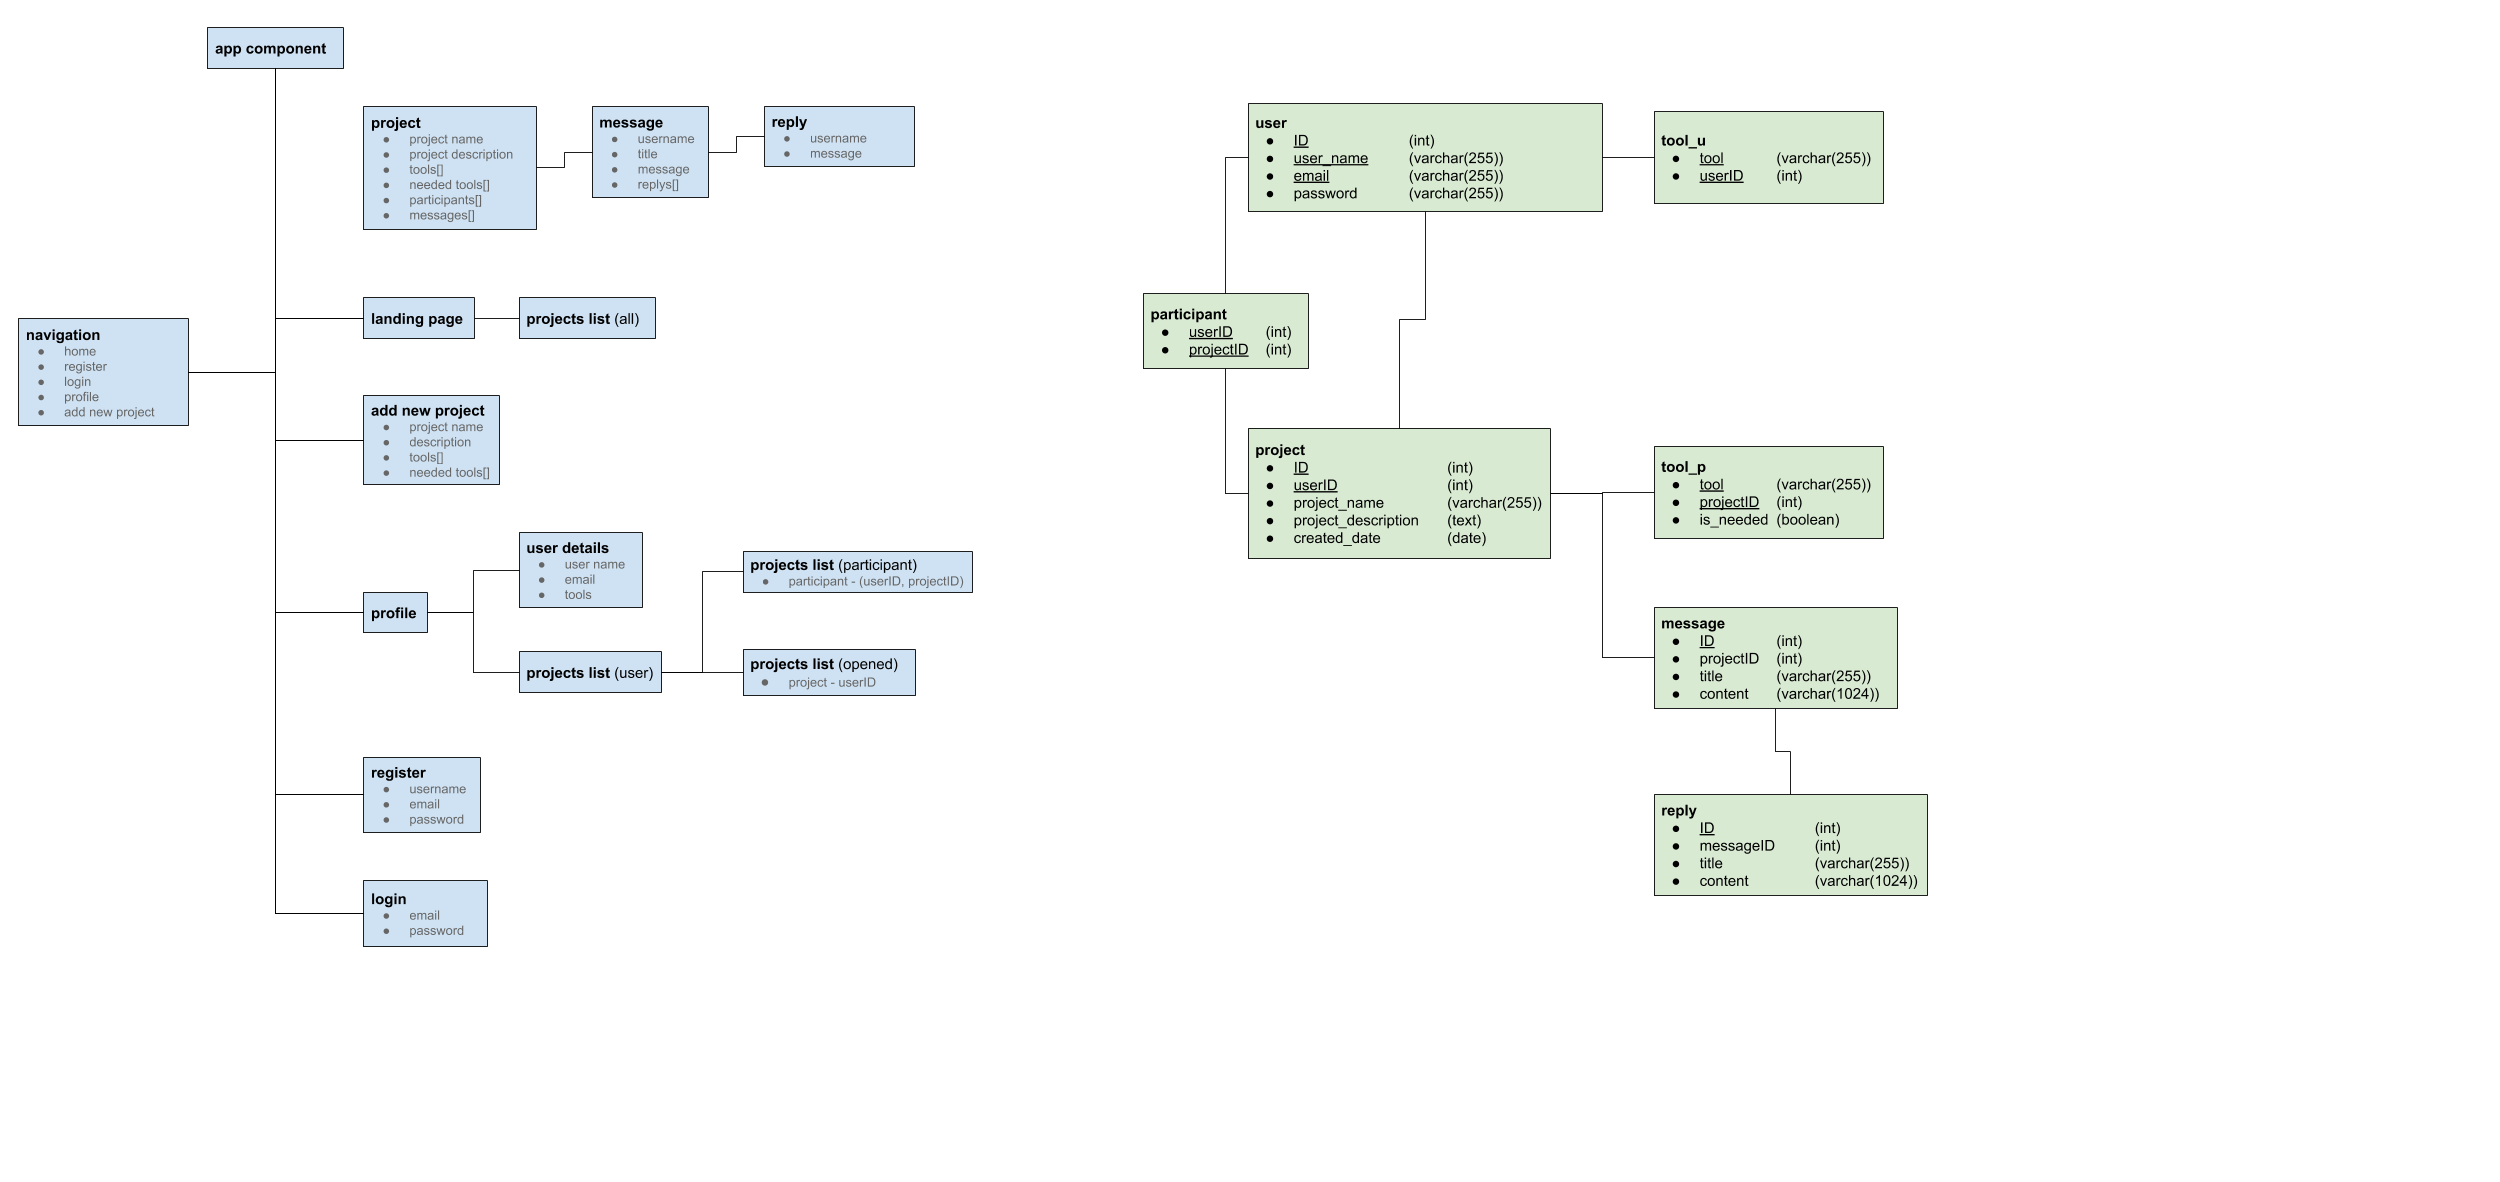 app component
project
● project name
● project description
● tools[]
● needed tools[]
● participants[]
● messages[]
message
● username
● title
● message
● replys[]
reply
● username
● message
landing page
projects list (all)
navigation
● home
● register
● login
● profile
● add new project
add new project
● project name
● description
● tools[]
● needed tools[]
user details
● user name
● email
● tools
profile
projects list (participant)
● participant - (userID, projectID)
projects list (user)
projects list (opened)
● project - userID
register
● username
● email
● password
login
● email
● password
user
● ID (int)
● user_name (varchar(255))
● email (varchar(255))
● password (varchar(255))
tool_u
● tool (varchar(255))
● userID (int)
participant
● userID (int)
● projectID (int)
project
● ID (int)
● userID (int)
● project_name (varchar(255))
● project_description (text)
● created_date (date)
tool_p
● tool (varchar(255))
● projectID (int)
● is_needed (boolean)
message
● ID (int)
● projectID (int)
● title (varchar(255))
● content (varchar(1024))
reply
● ID (int)
● messageID (int)
● title (varchar(255))
● content (varchar(1024))